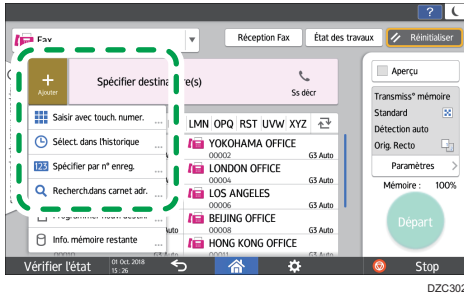 ?
Fax
Réception Fax
État des travaux
Réinitialiser
Ajouter
Spécifier destina re(s)
Ss décr
Aperçu
Transmiss° mémoire
Standard
Détection auto
Orig. Recto
Paramètres >
Mémoire : 100%
Départ
Saisir avec touch. numer. ...
Sélect. dans l'historique ...
123 Spécifier par n° enreg. ...
Recherch.dans carnet adr. ...
Info. mémoire restante ...
LMN OPQ RST UVW XYZ
YOKOHAMA OFFICE
00002 G3 Auto
LONDON OFFICE
00004 G3 Auto
LOS ANGELES
00006 G3 Auto
BEIJING OFFICE
00008 G3 Auto
HONG KONG OFFICE
Vérifier l'état
01 Oct. 2018
15 : 26
Stop
DZC302